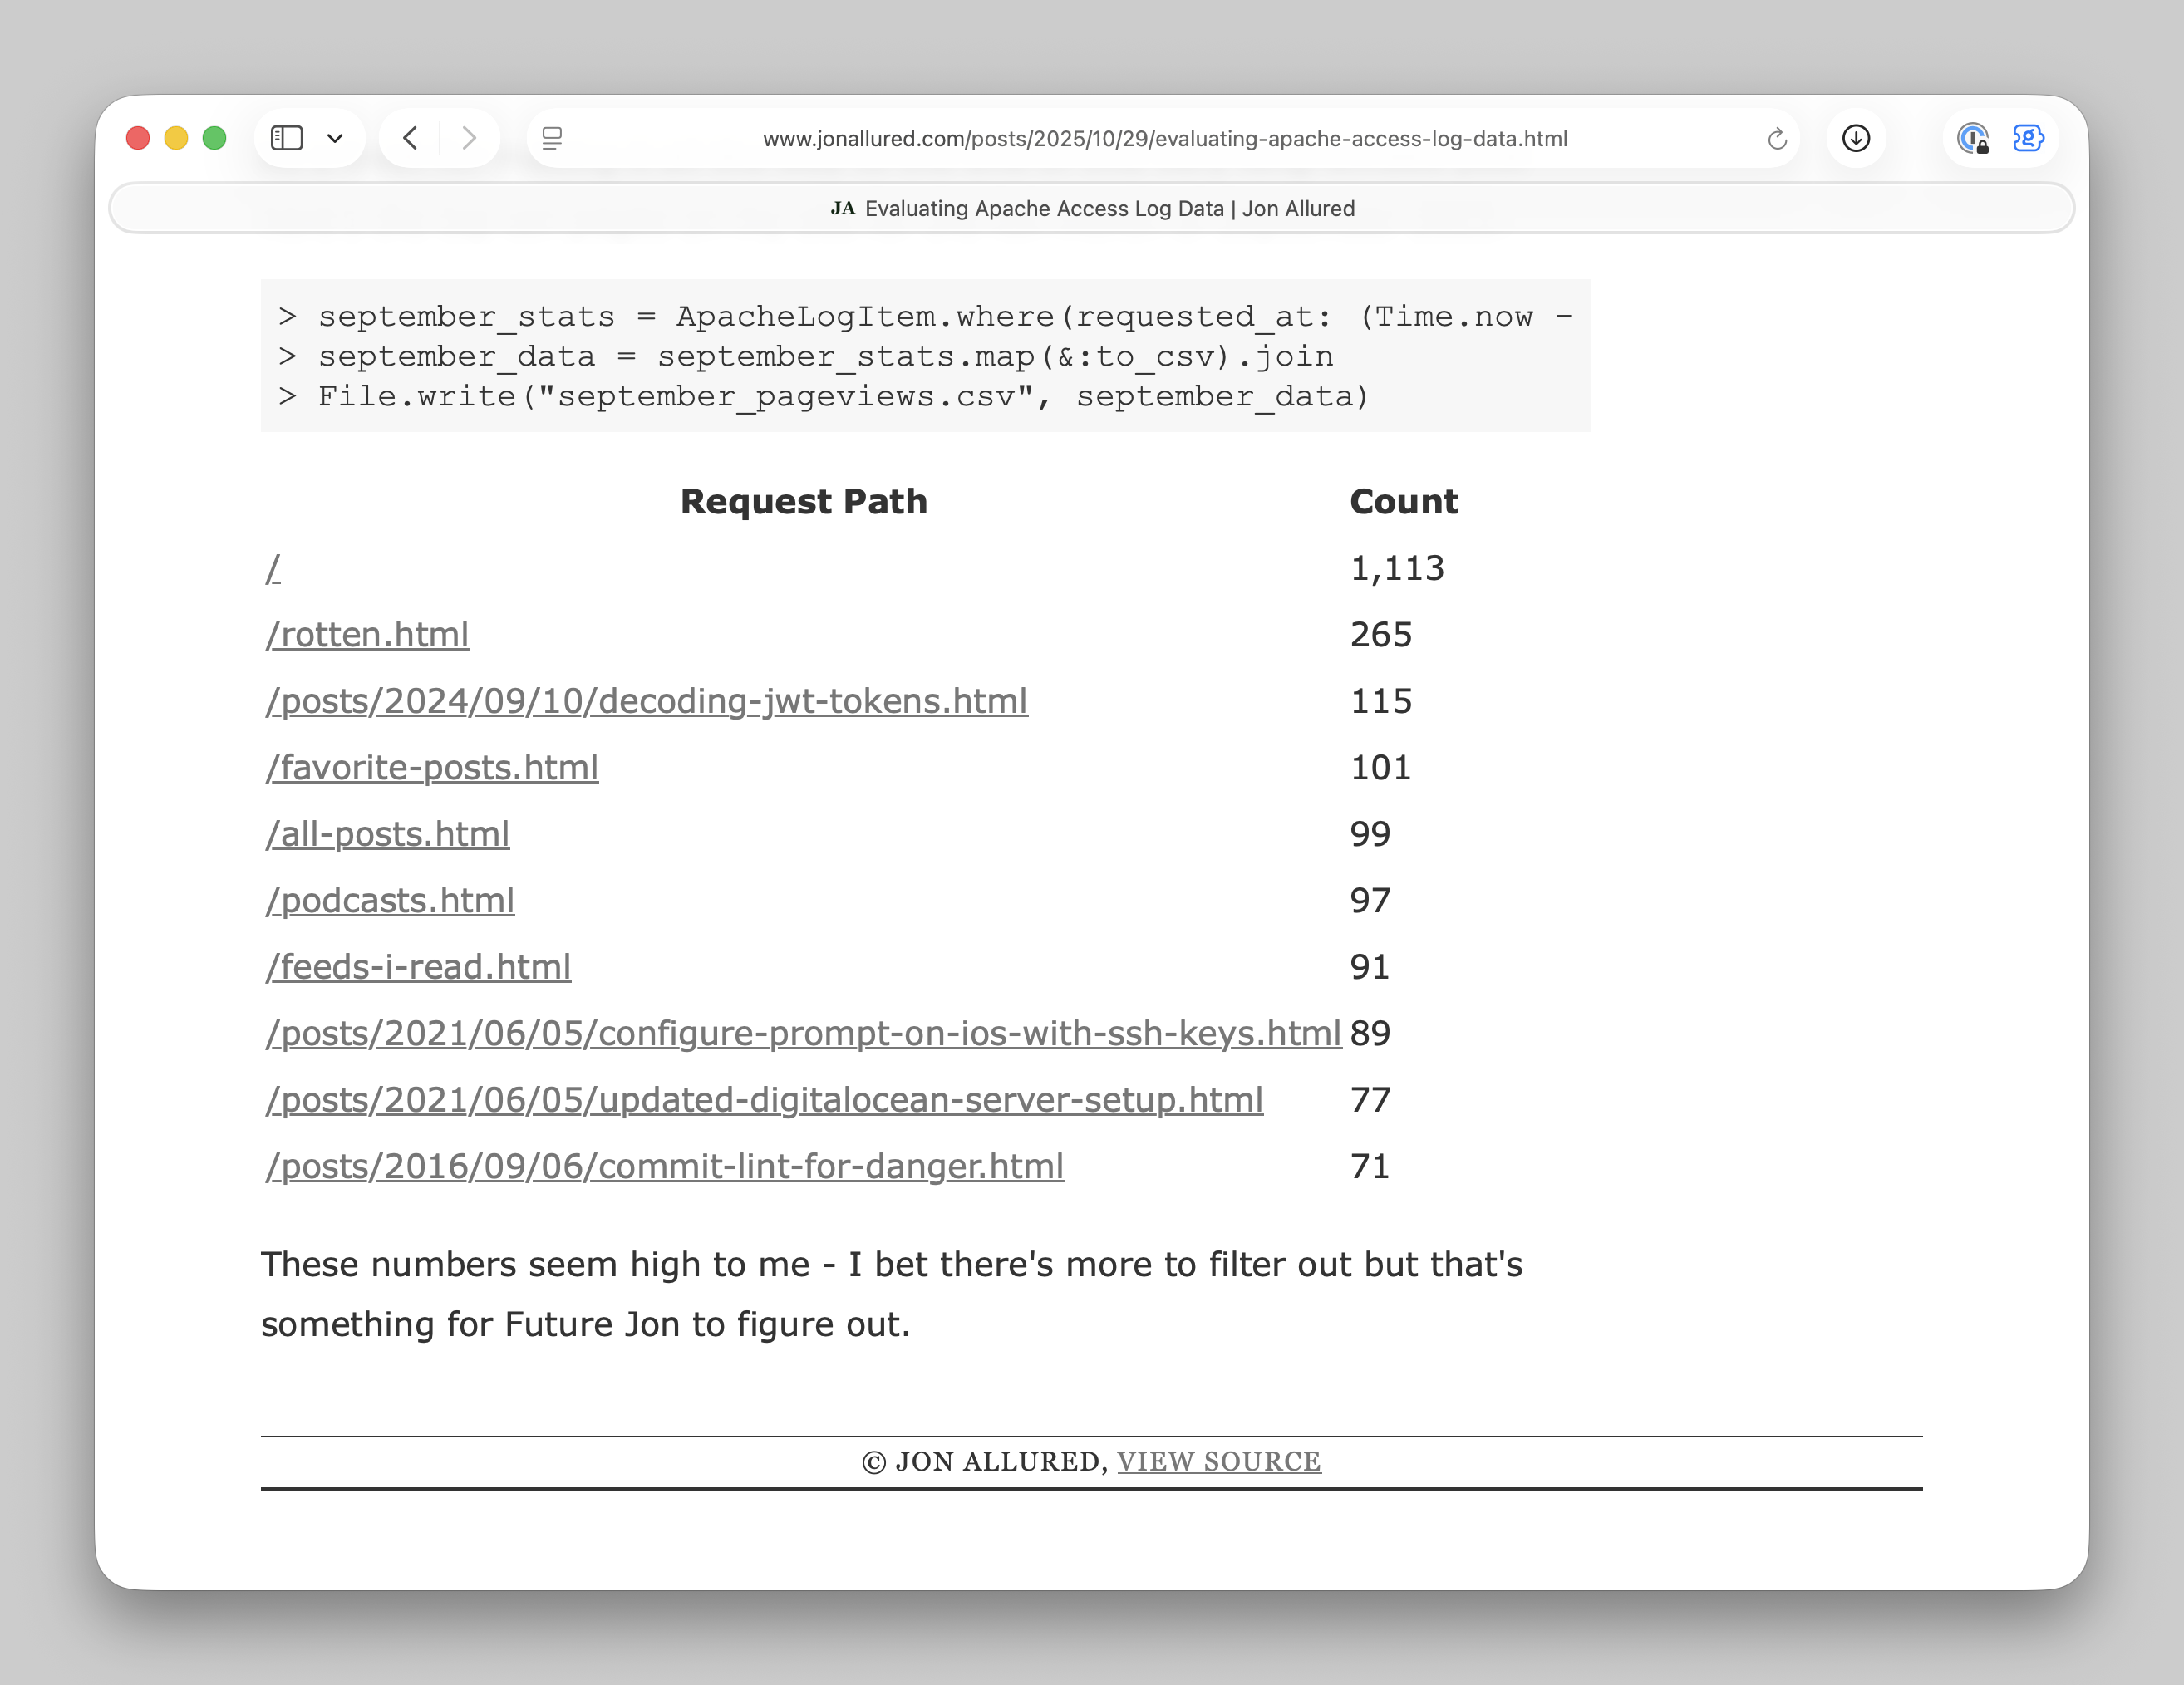 www.jonallured.com/posts/2025/10/29/evaluating-apache-access-log-data.html
JA Evaluating Apache Access Log Data | Jon Allured
> september_stats = ApacheLogItem.where(requested_at: (Time.now -
> september_data = september_stats.map(&:to_csv).join
> File.write("september_pageviews.csv", september_data)
Request Path Count
/ 1,113
/rotten.html 265
/posts/2024/09/10/decoding-jwt-tokens.html 115
/favorite-posts.html 101
/all-posts.html 99
/podcasts.html 97
/feeds-i-read.html 91
/posts/2021/06/05/configure-prompt-on-ios-with-ssh-keys.html 89
/posts/2021/06/05/updated-digitalocean-server-setup.html 77
/posts/2016/09/06/commit-lint-for-danger.html 71
These numbers seem high to me - I bet there's more to filter out but that's
something for Future Jon to figure out.
© JON ALLURED, VIEW SOURCE